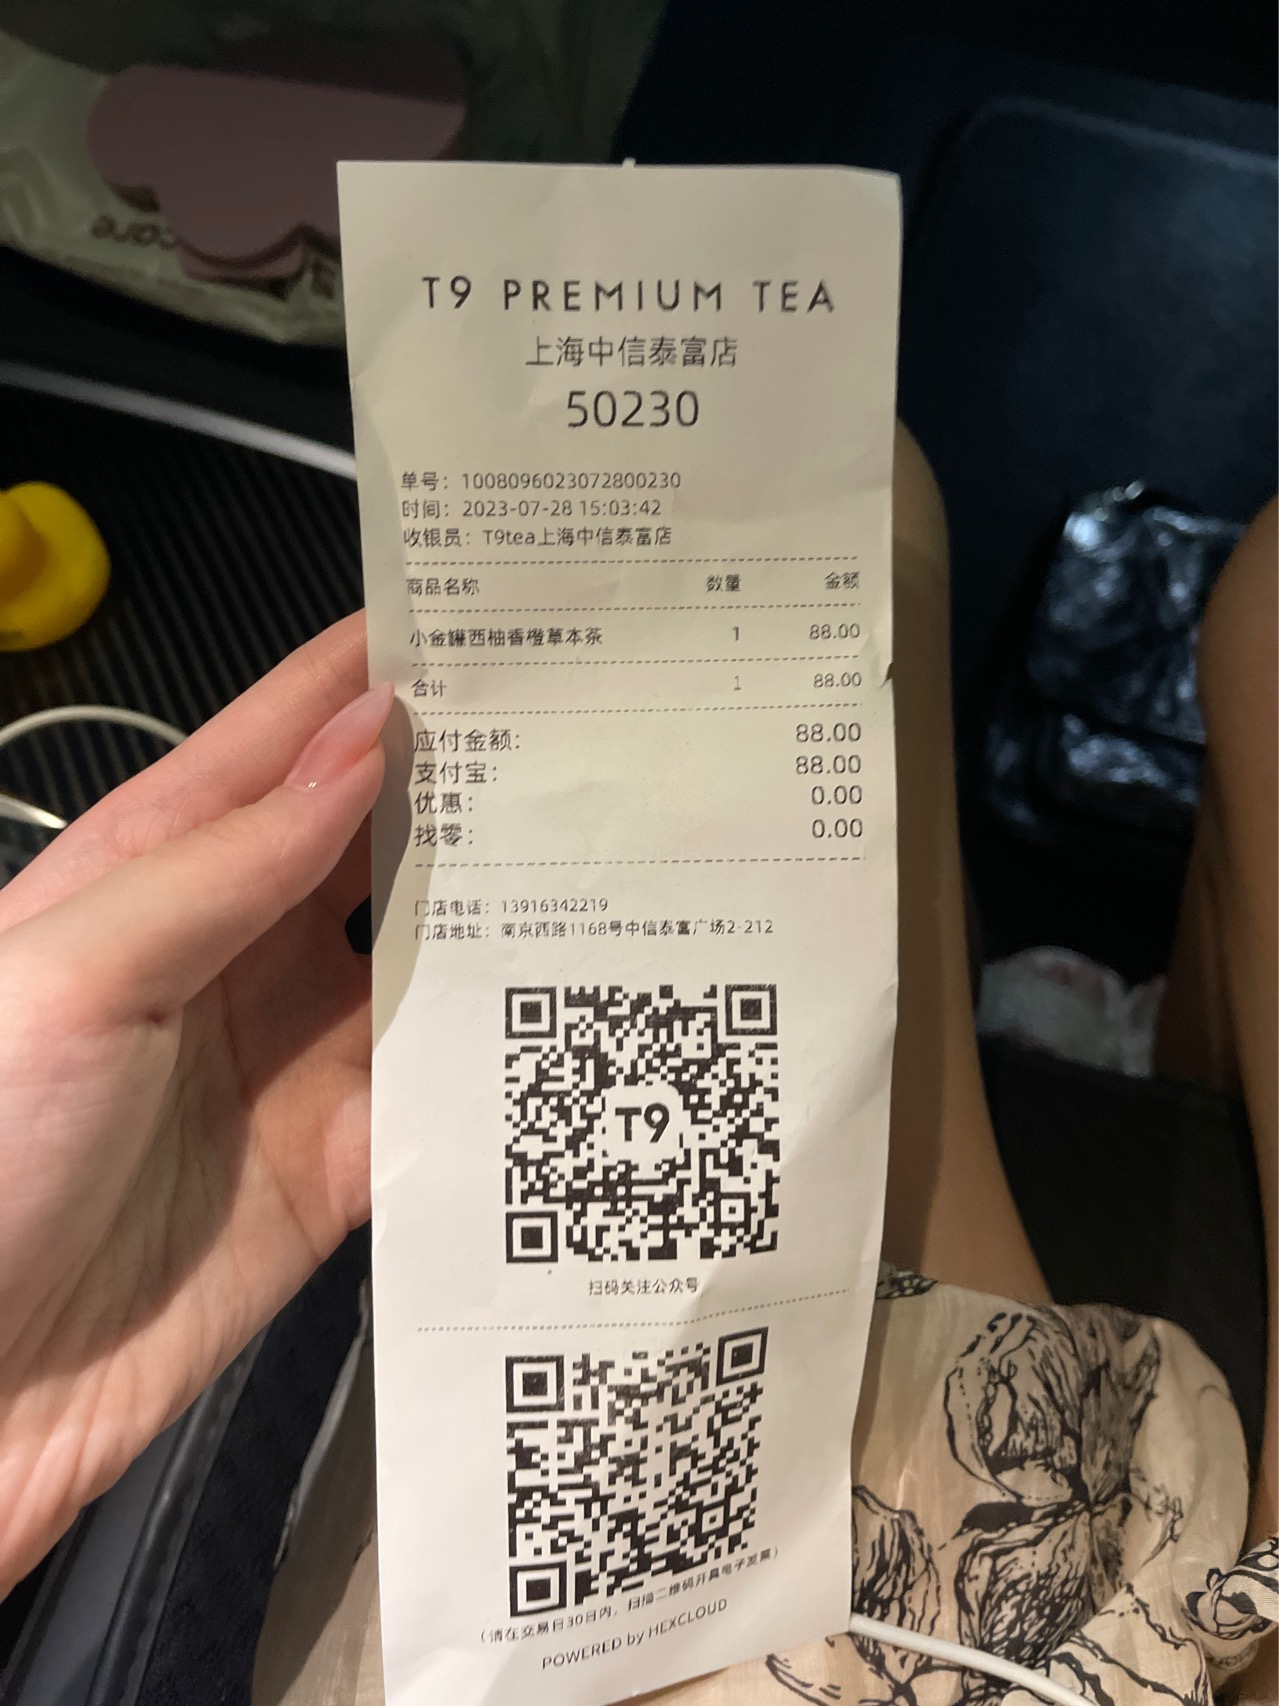 T9 PREMIUM TEA
上海中信泰富店
50230
单号：1008096023072800230
时间：2023-07-28 15:03:42
收银员：T9tea上海中信泰富店
商品名称 数量 金额
小金罐西柚香橙草本茶 1 88.00
合计 1 88.00
应付金额： 88.00
支付宝： 88.00
优惠： 0.00
找零： 0.00
门店电话：13916342219
门店地址：南京西路1168号中信泰富广场2-212
T9
扫码关注公众号
（请在交易日30日内，扫描二维码开具电子发票）
POWERED by HEXCLOUD